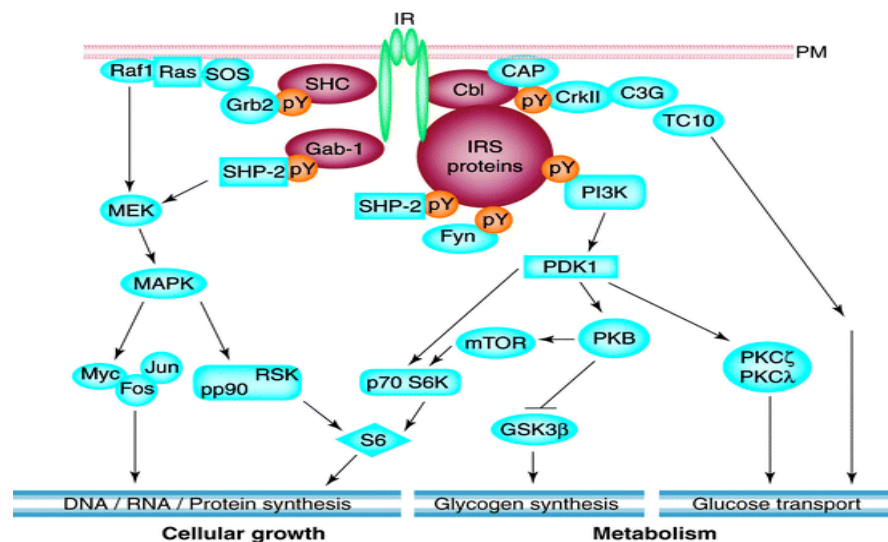 IR
PM
Raf1 Ras SOS
SHC
Grb2 pY
Cbl
CAP
pY CrkII C3G
TC10
Gab-1
SHP-2 pY
IRS
proteins
pY
PI3K
SHP-2 pY
pY
Fyn
MEK
PDK1
MAPK
mTOR
PKB
PKCζ
PKCλ
Myc
Fos
Jun
RSK
pp90
p70 S6K
S6
GSK3β
DNA / RNA / Protein synthesis
Glycogen synthesis
Glucose transport
Cellular growth
Metabolism